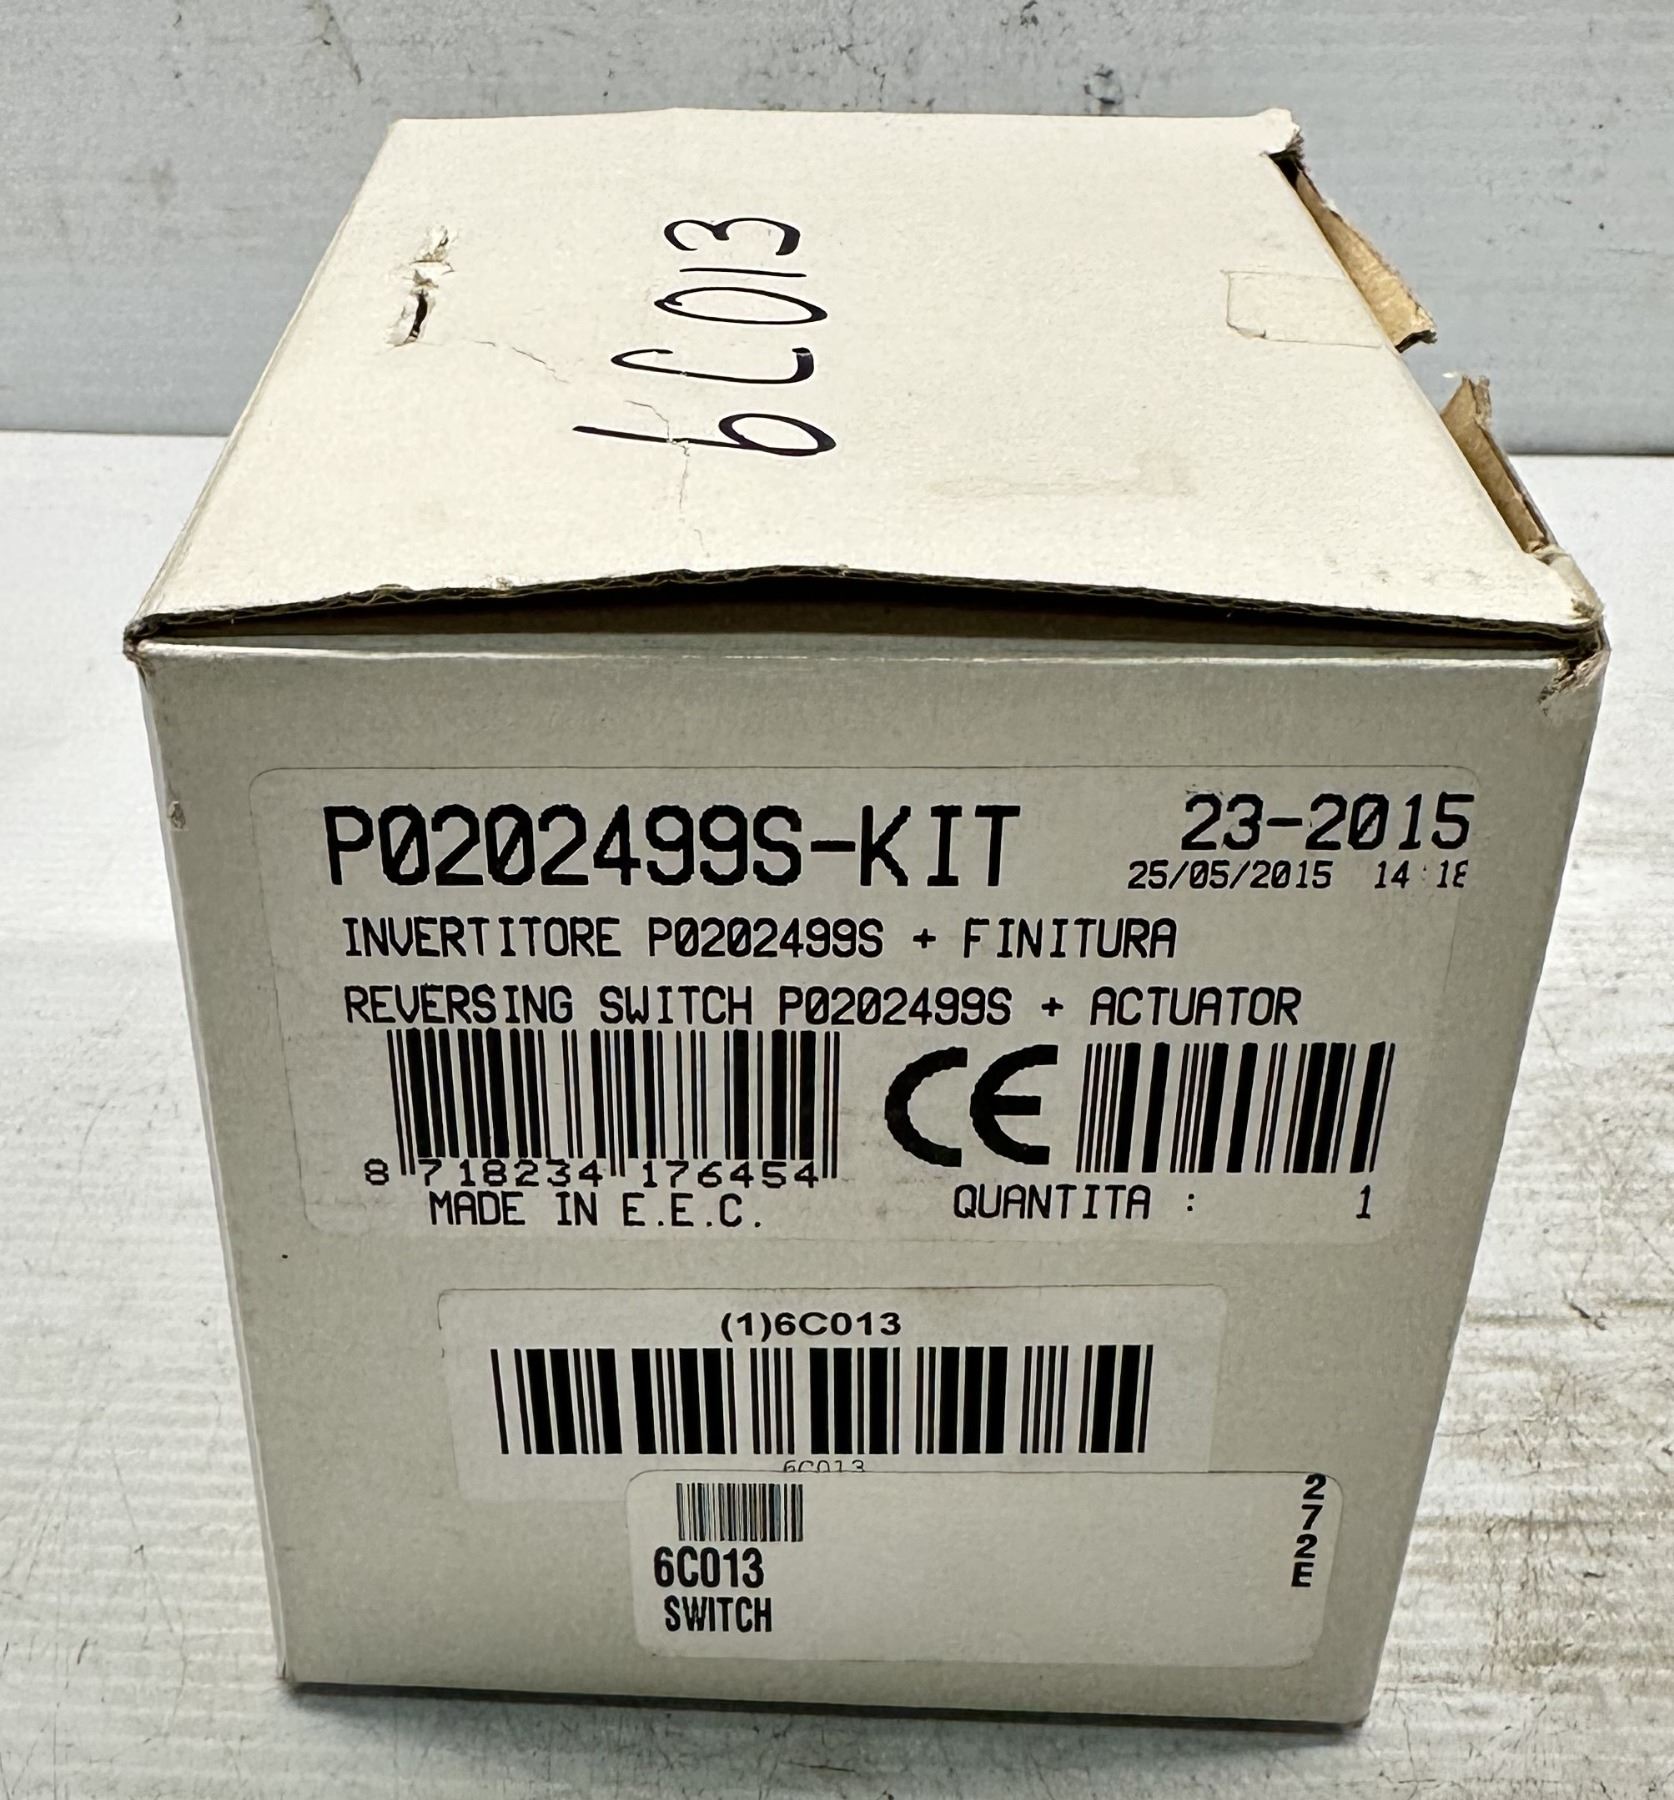 6C013
P0202499S-KIT
23-2015
25/05/2015 14:18
INVERTITORE P0202499S + FINITURA
REVERSING SWITCH P0202499S + ACTUATOR
CE
8 718234 176454
MADE IN E.E.C.
QUANTITA : 1
(1)6C013
6C013
6C013
SWITCH
272E